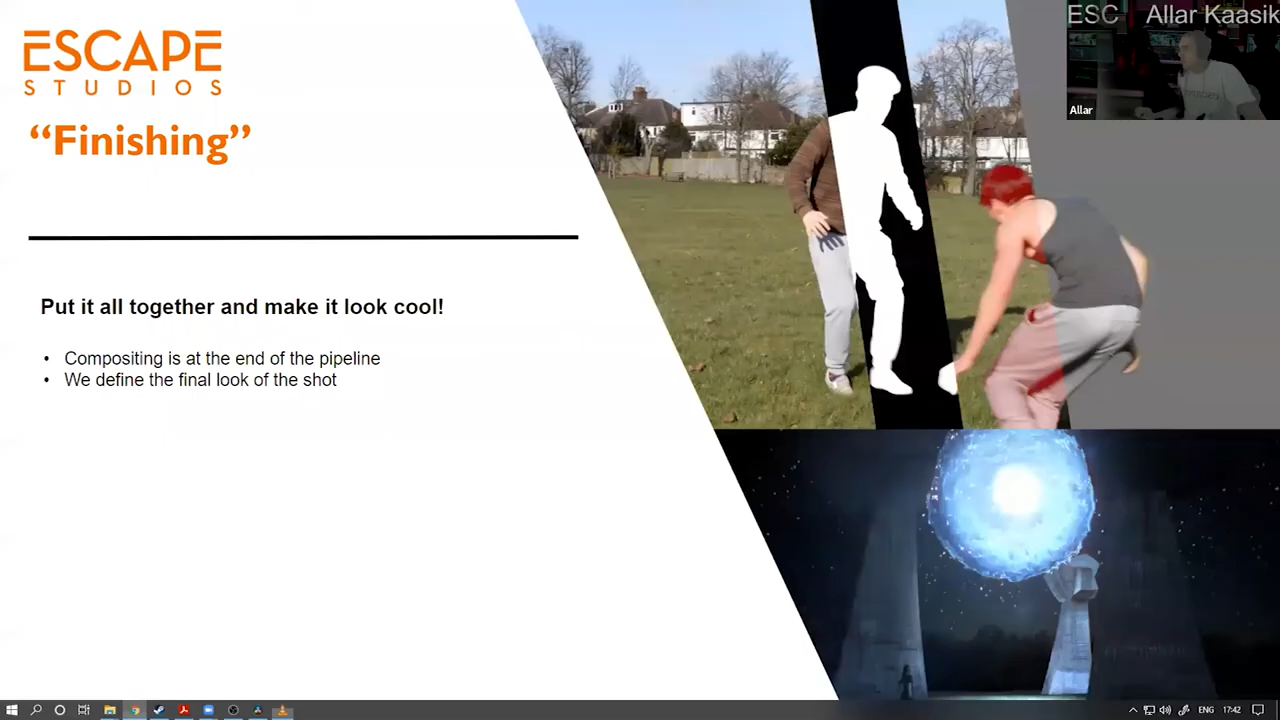 ESCAPE
STUDIOS
“Finishing”
Put it all together and make it look cool!
• Compositing is at the end of the pipeline
• We define the final look of the shot
ESC Allar Kaasik
Allar
ENG 17:42